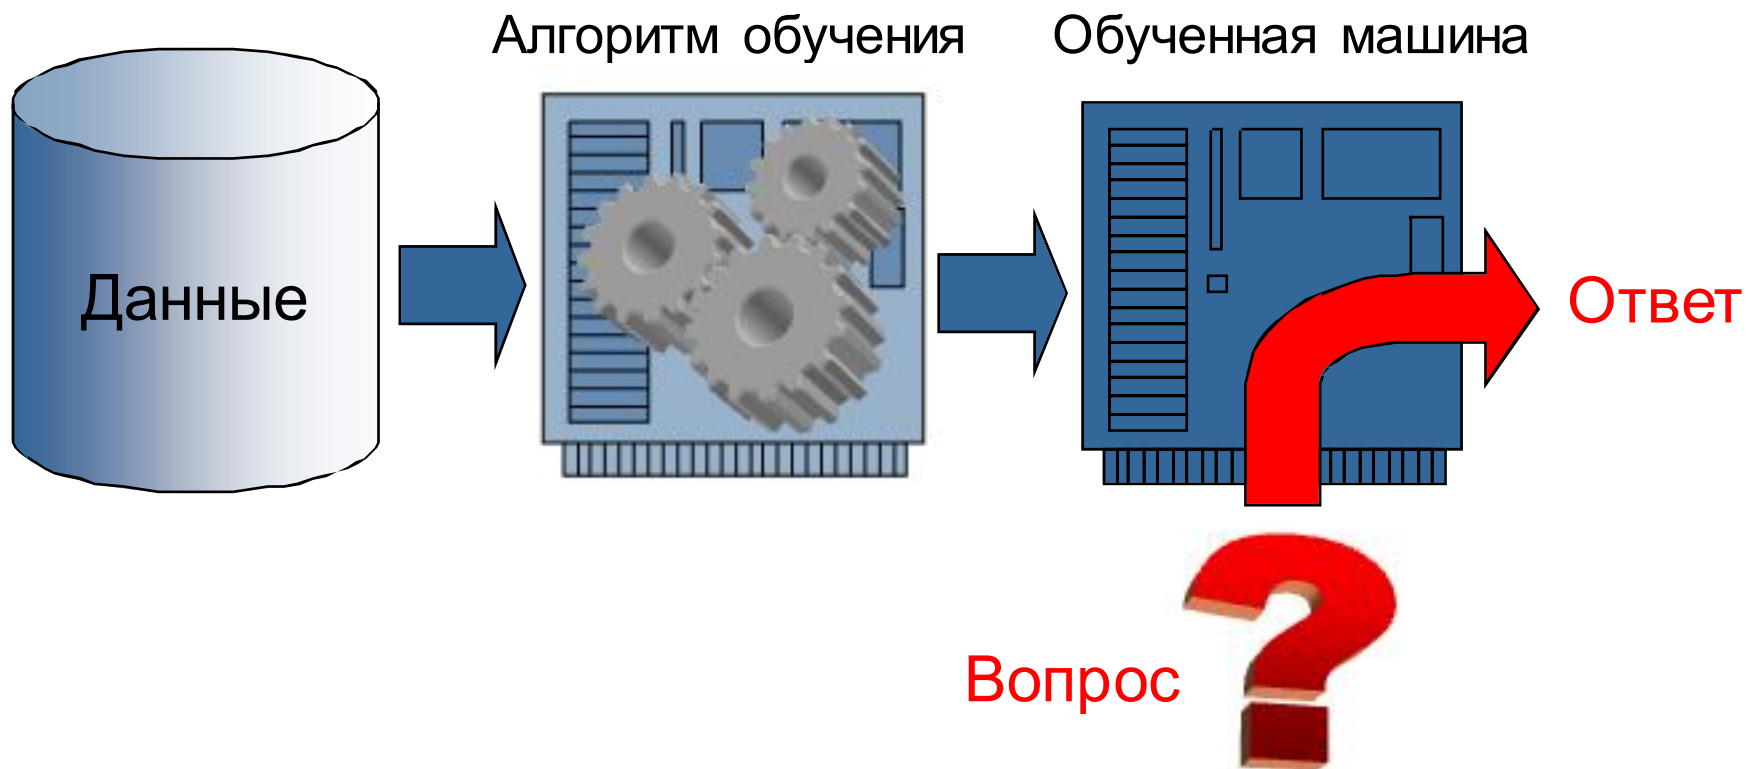 Алгоритм обучения
Обученная машина
Данные
Ответ
Вопрос